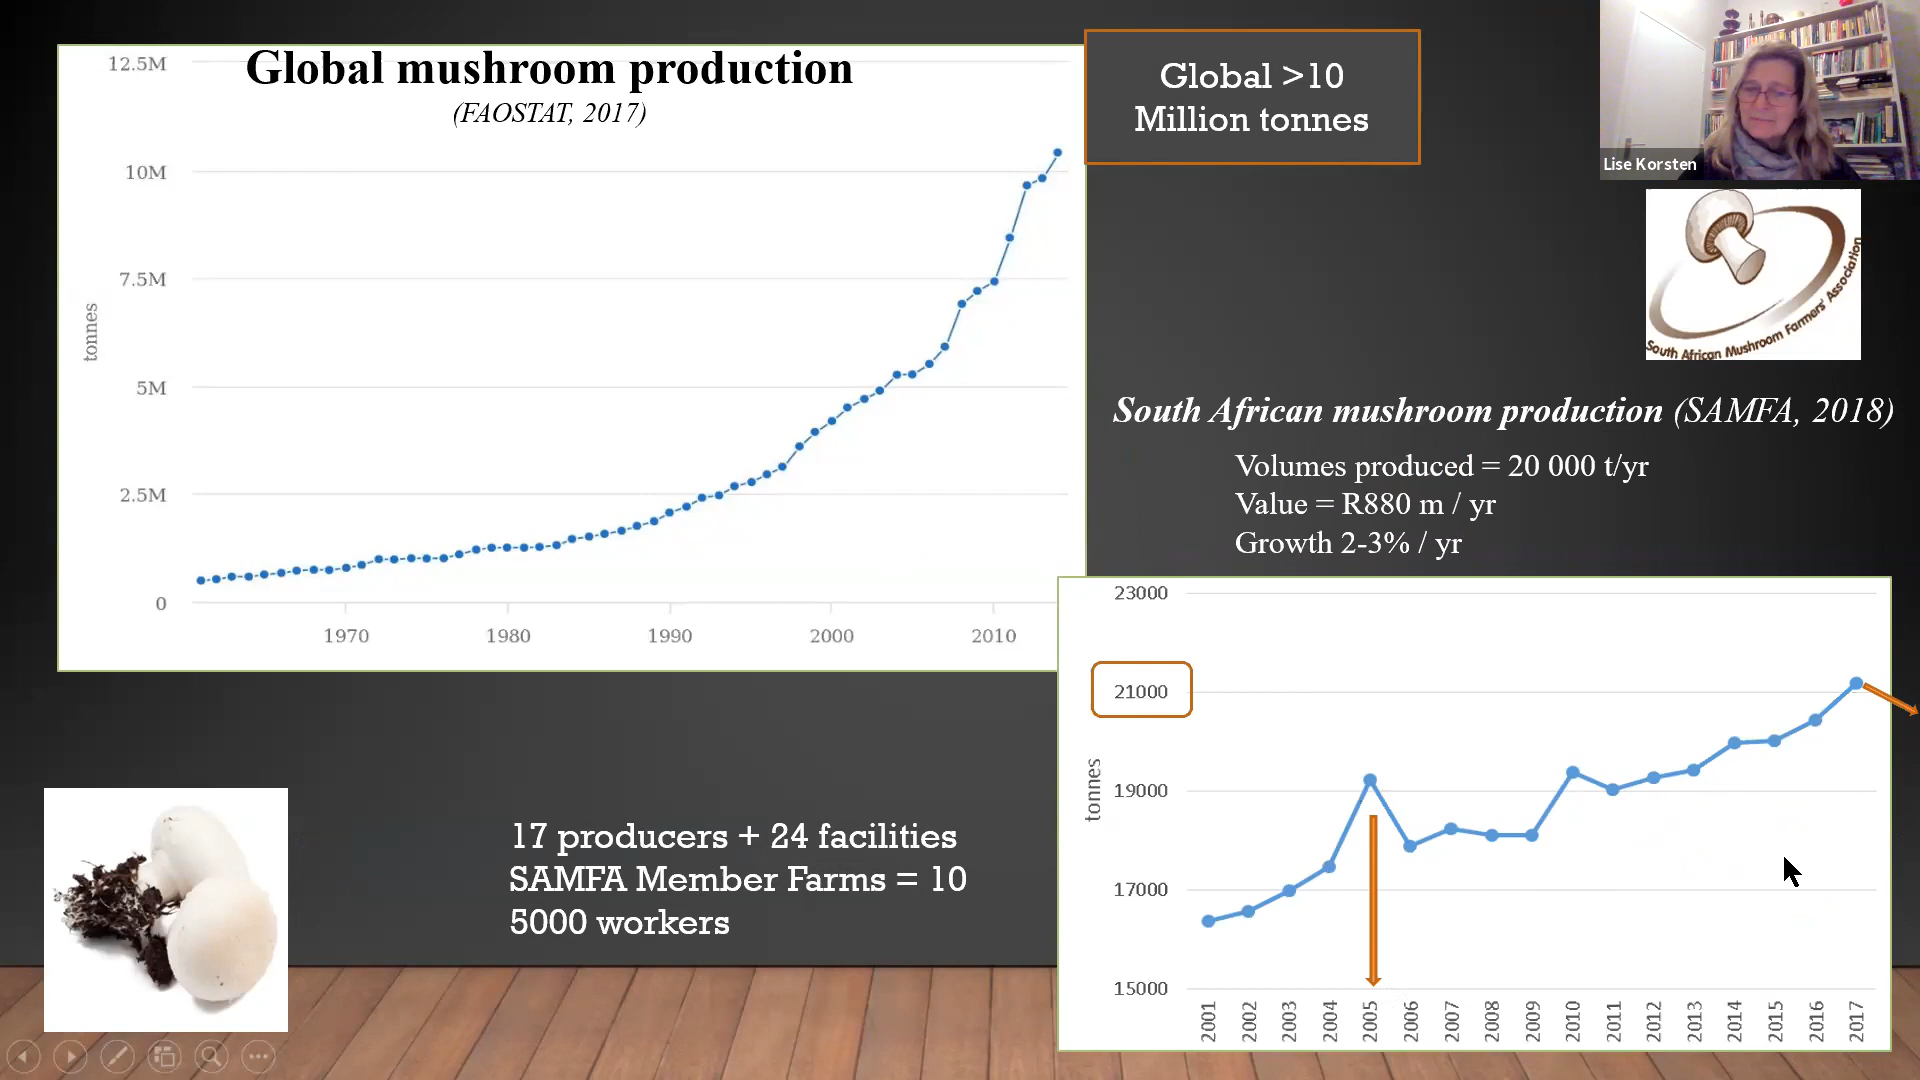 Global mushroom production
(FAOSTAT, 2017)
12.5M
10M
7.5M
5M
2.5M
0
tonnes
1970 1980 1990 2000 2010
Global >10
Million tonnes
Lise Korsten
South African Mushroom Farmers' Association
South African mushroom production (SAMFA, 2018)
Volumes produced = 20 000 t/yr
Value = R880 m / yr
Growth 2-3% / yr
17 producers + 24 facilities
SAMFA Member Farms = 10
5000 workers
23000
21000
19000
17000
15000
tonnes
2001 2002 2003 2004 2005 2006 2007 2008 2009 2010 2011 2012 2013 2014 2015 2016 2017